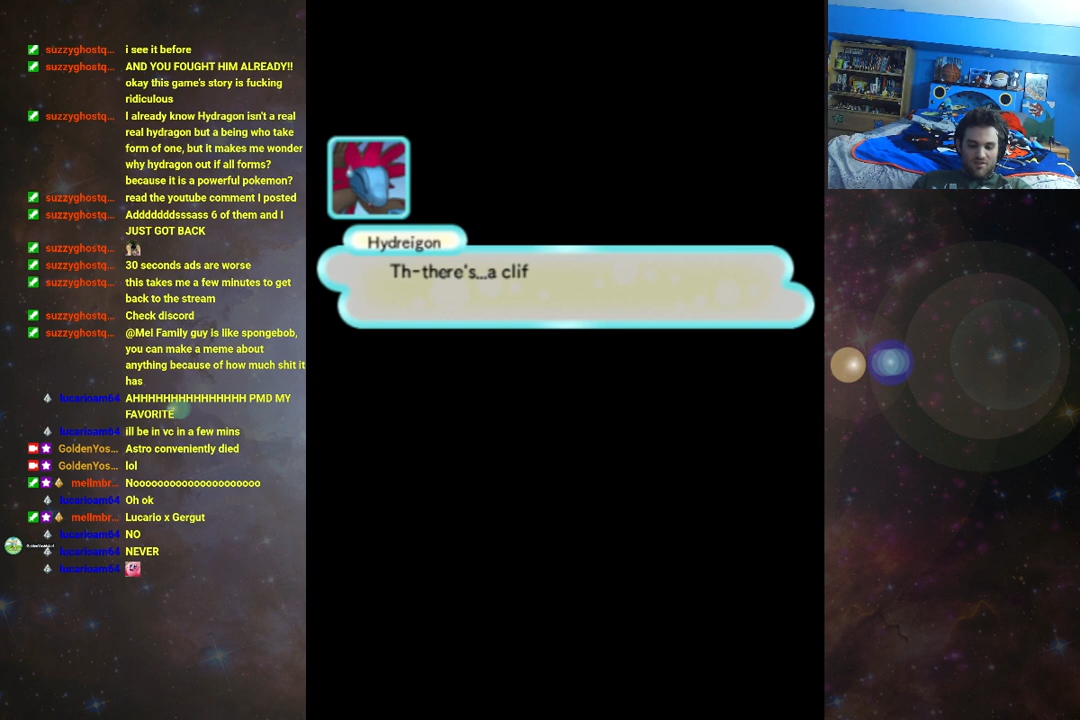 suzzyghostq... i see it before
suzzyghostq... AND YOU FOUGHT HIM ALREADY!!
okay this game's story is fucking
ridiculous
suzzyghostq... I already know Hydragon isn't a real
real hydragon but a being who take
form of one, but it makes me wonder
why hydragon out if all forms?
because it is a powerful pokemon?
suzzyghostq... read the youtube comment I posted
suzzyghostq... Adddddddsssass 6 of them and I
JUST GOT BACK
suzzyghostq...
suzzyghostq... 30 seconds ads are worse
suzzyghostq... this takes me a few minutes to get
back to the stream
suzzyghostq... Check discord
suzzyghostq... @Mel Family guy is like spongebob,
you can make a meme about
anything because of how much shit it
has
lucarioam64 AHHHHHHHHHHHHHHH PMD MY
FAVORITE
lucarioam64 ill be in vc in a few mins
GoldenYos... Astro conveniently died
GoldenYos... lol
mellmbr... Noooooooooooooooooooo
lucarioam64 Oh ok
mellmbr... Lucario x Gergut
lucarioam64 NO
lucarioam64 NEVER
lucarioam64
Hydreigon
Th-there's...a clif